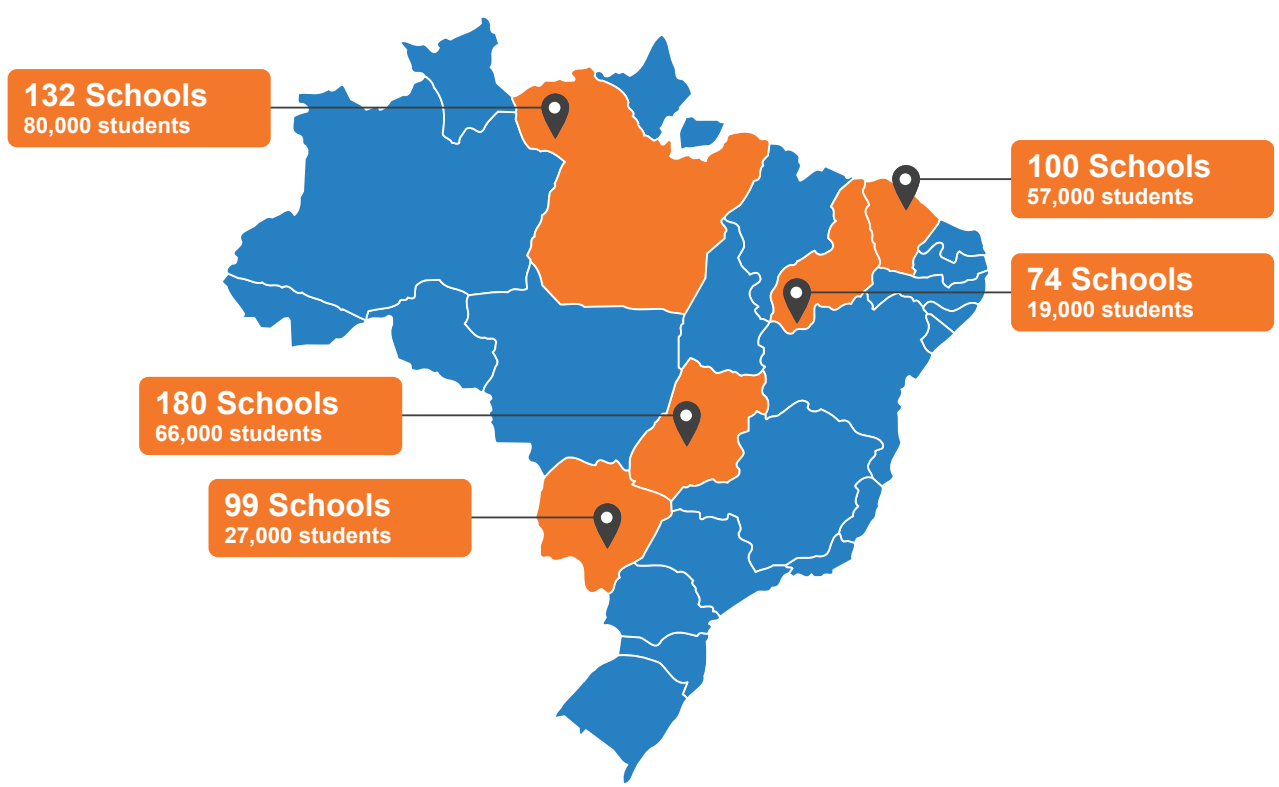 132 Schools
80,000 students
100 Schools
57,000 students
74 Schools
19,000 students
180 Schools
66,000 students
99 Schools
27,000 students